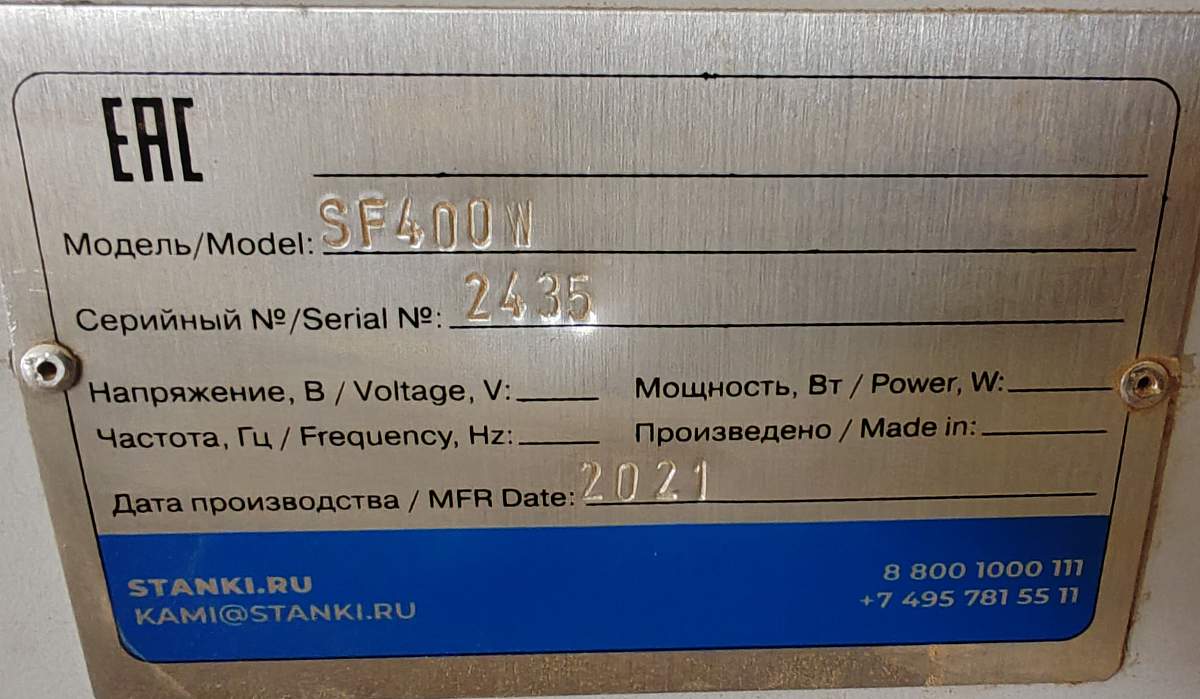 EAC
Модель/Model: SF400W
Серийный №/Serial №: 2435
Напряжение, В / Voltage, V: Мощность, Вт / Power, W:
Частота, Гц / Frequency, Hz: Произведено / Made in:
Дата производства / MFR Date: 2021
STANKI.RU 8 800 1000 111
KAMI@STANKI.RU +7 495 781 55 11